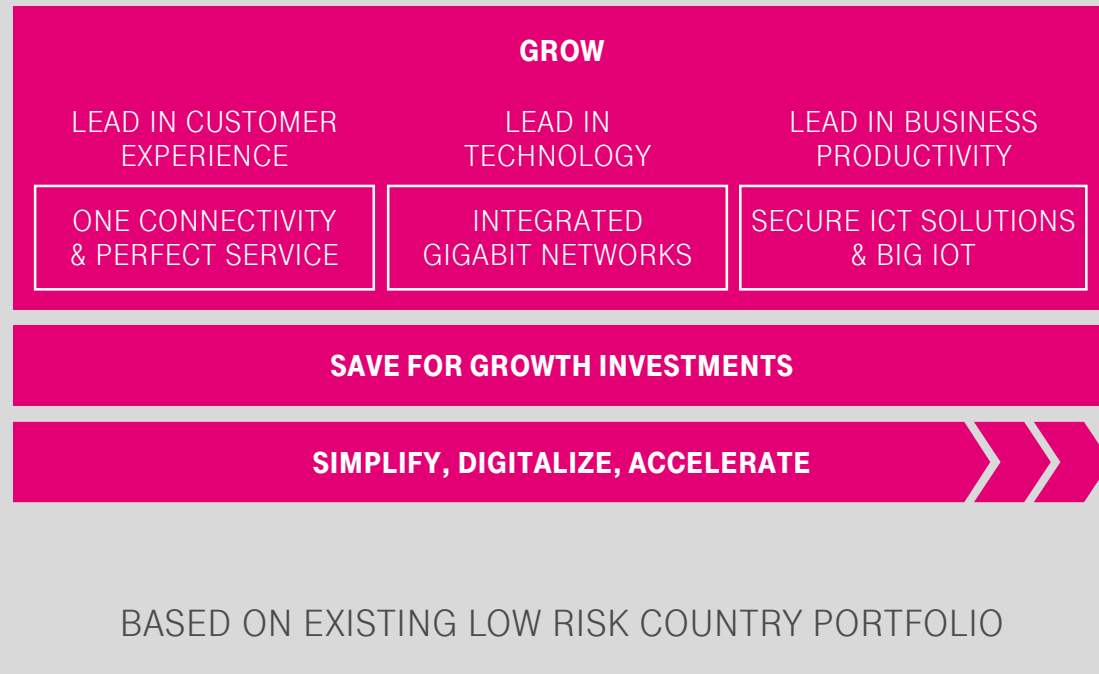 GROW
LEAD IN CUSTOMER
EXPERIENCE
ONE CONNECTIVITY
& PERFECT SERVICE
LEAD IN
TECHNOLOGY
INTEGRATED
GIGABIT NETWORKS
LEAD IN BUSINESS
PRODUCTIVITY
SECURE ICT SOLUTIONS
& BIG IOT
SAVE FOR GROWTH INVESTMENTS
SIMPLIFY, DIGITALIZE, ACCELERATE
BASED ON EXISTING LOW RISK COUNTRY PORTFOLIO